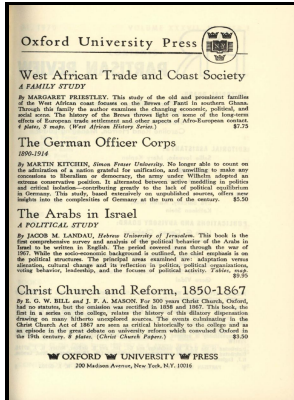 Oxford University Press
West African Trade and Coast Society
A FAMILY STUDY
By MARGARET PRIESTLEY. This study of the old and prominent families
of the West African coast focuses on the Brews of Fanti in southern Ghana.
Through this family the author examines the changing economic, political, and
social scene. The history of the Brews throws light on some of the long-term
effects of European trade settlement and other aspects of Afro-European contact.
4 plates, 5 maps. (West African History Series.) $7.75
The German Officer Corps
1890-1914
By MARTIN KITCHEN, Simon Fraser University. No longer able to count on
the admiration of a nation grateful for unification, and unwilling to make any
concessions to liberalism or democracy, the army under Wilhelm adopted an
extreme conservative position. It alternated between active meddling in politics
and critical isolation—contributing greatly to the lack of political equilibrium
in Germany. This study, based extensively on unpublished sources, offers new
insights into the complexities of Germany at the turn of the century. $5.50
The Arabs in Israel
A POLITICAL STUDY
By JACOB M. LANDAU, Hebrew University of Jerusalem. This book is the
first comprehensive survey and analysis of the political behavior of the Arabs in
Israel to be written in English. The period covered runs through the war of
1967. While the socio-economic background is outlined, the chief emphasis is on
the political structures. The principal areas examined are: adaptation versus
alienation, cultural change and its reflection in politics, political organization,
voting behavior, leadership, and the focuses of political activity. Tables, map.
$9.95
Christ Church and Reform, 1850-1867
By E. G. W. BILL and J. F. A. MASON. For 300 years Christ Church, Oxford,
had no statutes, but the omission was rectified in 1858 and 1867. This book, the
first in a series on the college, relates the history of this dilatory dispensation
drawing on many hitherto unexplored sources. The events culminating in the
Christ Church Act of 1867 are seen as critical historically to the college and as
an episode in the great debate on university reform which convulsed Oxford in
the 19th century. 8 plates. (Christ Church Papers.) $3.50
OXFORD UNIVERSITY PRESS
200 Madison Avenue, New York, N.Y. 10016